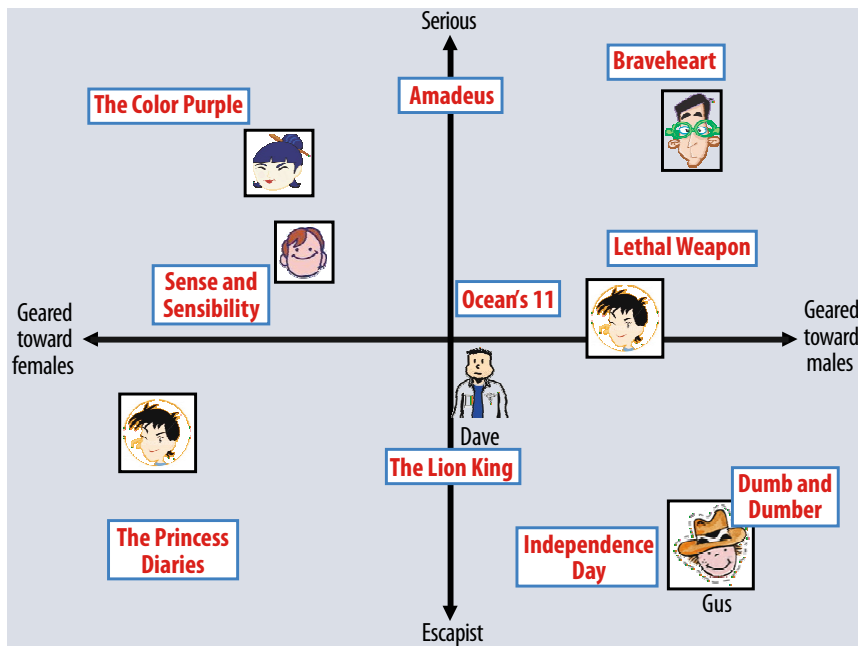 Serious
Braveheart
The Color Purple
Amadeus
Lethal Weapon
Sense and
Sensibility
Ocean's 11
Geared
toward
females
Geared
toward
males
Dave
The Lion King
Dumb and
Dumber
The Princess
Diaries
Independence
Day
Gus
Escapist